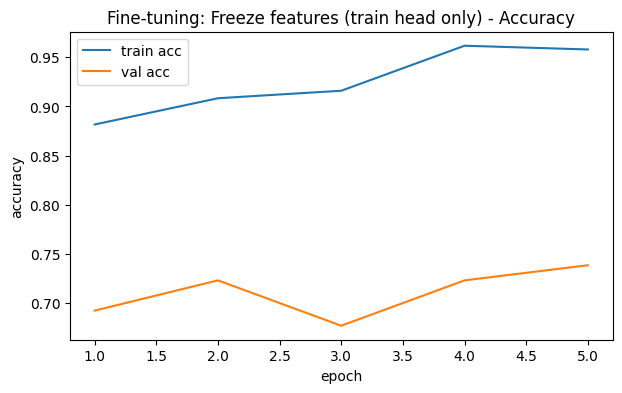 Fine-tuning: Freeze features (train head only) - Accuracy
train acc
val acc
0.95
0.90
0.85
0.80
0.75
0.70
accuracy
1.0 1.5 2.0 2.5 3.0 3.5 4.0 4.5 5.0
epoch